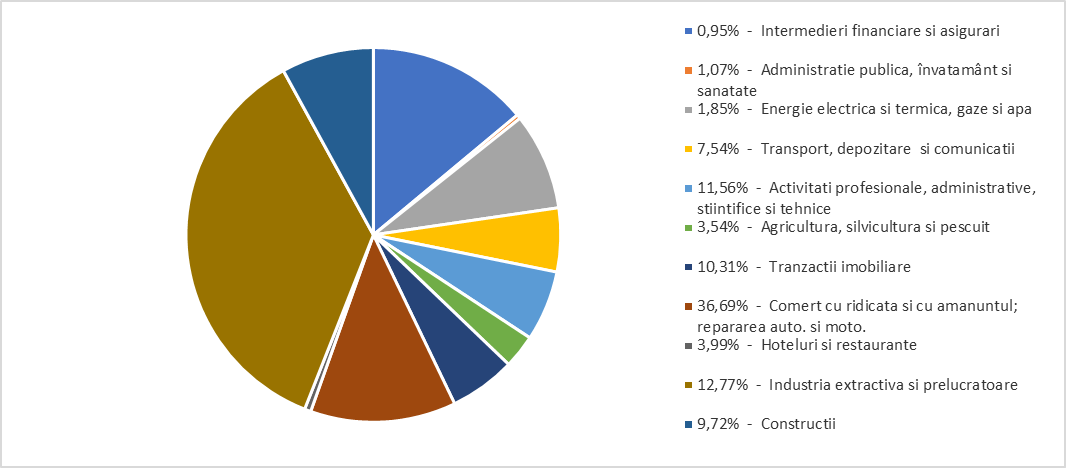 0,95% - Intermedieri financiare si asigurari
1,07% - Administratie publica, învatamânt si
sanatate
1,85% - Energie electrica si termica, gaze si apa
7,54% - Transport, depozitare si comunicatii
11,56% - Activitati profesionale, administrative,
stiintifice si tehnice
3,54% - Agricultura, silvicultura si pescuit
10,31% - Tranzactii imobiliare
36,69% - Comert cu ridicata si cu amanuntul;
repararea auto. si moto.
3,99% - Hoteluri si restaurante
12,77% - Industria extractiva si prelucratoare
9,72% - Constructii